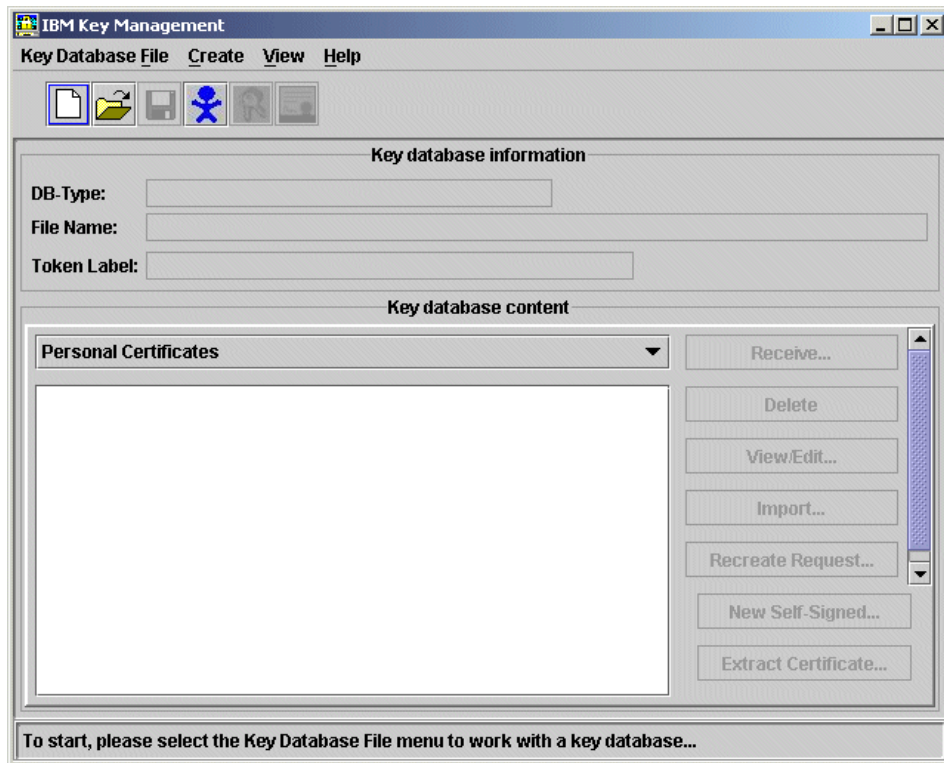 IBM Key Management
Key Database File Create View Help
Key database information
DB-Type:
File Name:
Token Label:
Key database content
Personal Certificates
Receive...
Delete
View/Edit...
Import...
Recreate Request...
New Self-Signed...
Extract Certificate...
To start, please select the Key Database File menu to work with a key database...